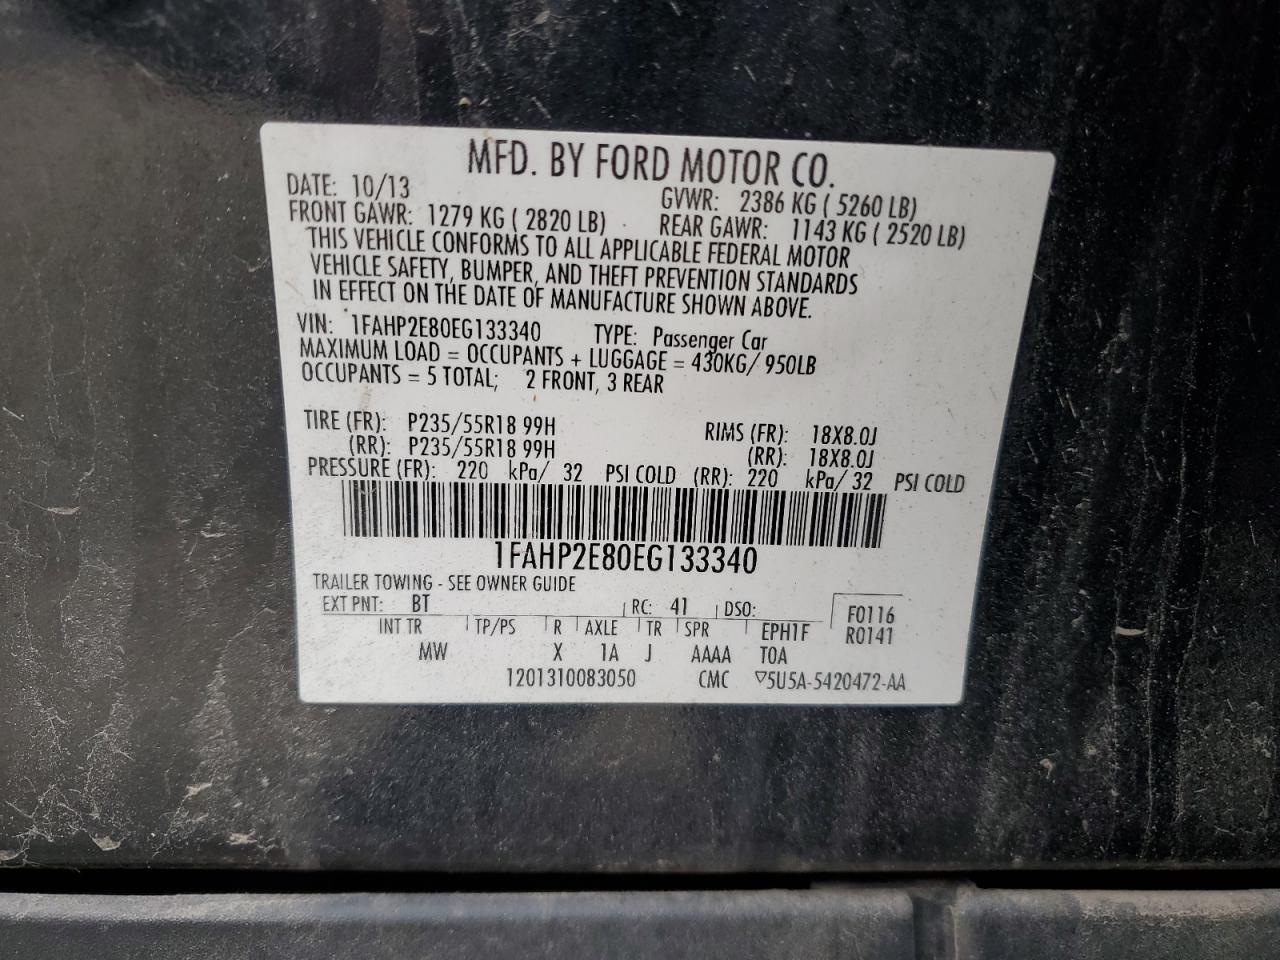 MFD. BY FORD MOTOR CO.
DATE: 10/13 GVWR: 2386 KG ( 5260 LB)
FRONT GAWR: 1279 KG ( 2820 LB) REAR GAWR: 1143 KG ( 2520 LB)
THIS VEHICLE CONFORMS TO ALL APPLICABLE FEDERAL MOTOR
VEHICLE SAFETY, BUMPER, AND THEFT PREVENTION STANDARDS
IN EFFECT ON THE DATE OF MANUFACTURE SHOWN ABOVE.
VIN: 1FAHP2E80EG133340 TYPE: Passenger Car
MAXIMUM LOAD = OCCUPANTS + LUGGAGE = 430KG/ 950LB
OCCUPANTS = 5 TOTAL; 2 FRONT, 3 REAR
TIRE (FR): P235/55R18 99H RIMS (FR): 18X8.0J
(RR): P235/55R18 99H (RR): 18X8.0J
PRESSURE (FR): 220 kPa/ 32 PSI COLD (RR): 220 kPa/ 32 PSI COLD
1FAHP2E80EG133340
TRAILER TOWING - SEE OWNER GUIDE
EXT PNT: BT RC: 41 DSO: F0116
INT TR TP/PS R AXLE TR SPR EPH1F R0141
MW X 1A J AAAA TOA
1201310083050 CMC ▽5U5A-5420472-AA